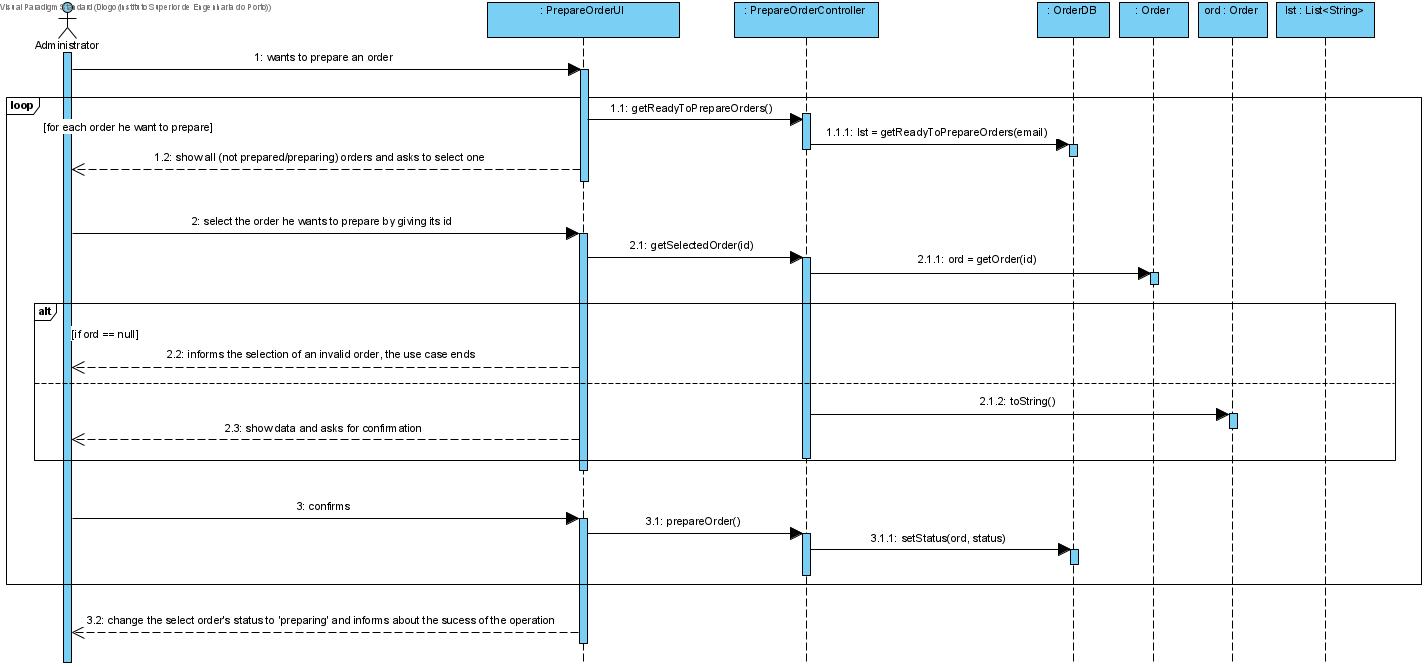 Visual Paradigm Standard (Diogo (Instituto Superior de Engenharia do Porto))
: PrepareOrderUI
: PrepareOrderController
: OrderDB
: Order
ord : Order
lst : List<String>
Administrator
1: wants to prepare an order
loop
[for each order he want to prepare]
1.1: getReadyToPrepareOrders()
1.1.1: lst = getReadyToPrepareOrders(email)
1.2: show all (not prepared/preparing) orders and asks to select one
2: select the order he wants to prepare by giving its id
2.1: getSelectedOrder(id)
2.1.1: ord = getOrder(id)
alt
[if ord == null]
2.2: informs the selection of an invalid order, the use case ends
2.1.2: toString()
2.3: show data and asks for confirmation
3: confirms
3.1: prepareOrder()
3.1.1: setStatus(ord, status)
3.2: change the select order's status to 'preparing' and informs about the sucess of the operation